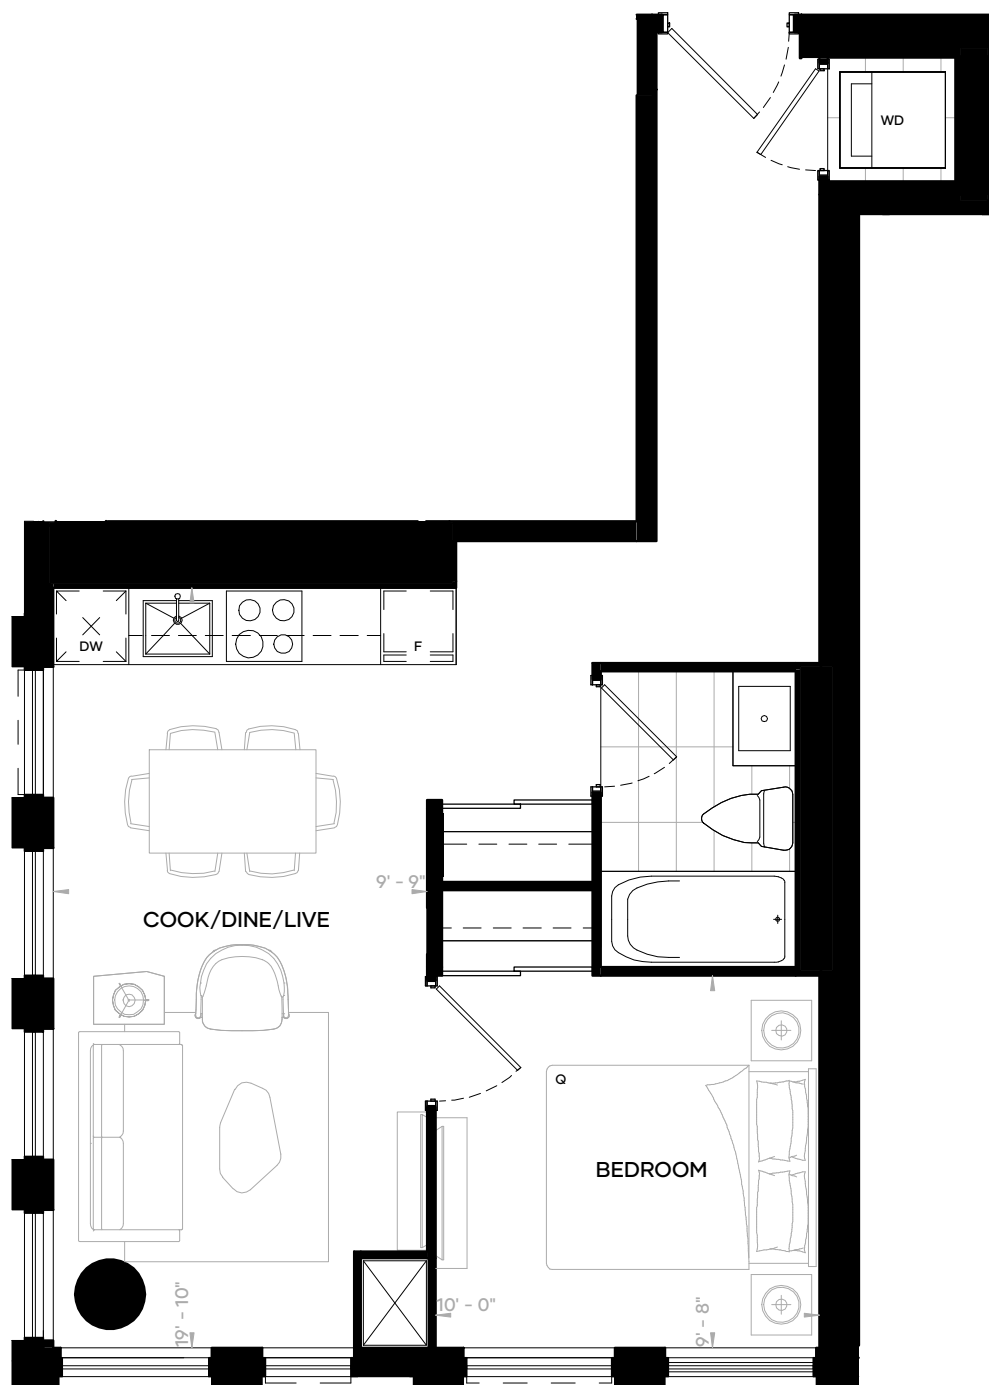 WD
DW
F
9' - 9"
COOK/DINE/LIVE
Q
BEDROOM
19' - 10"
10' - 0"
9' - 8"